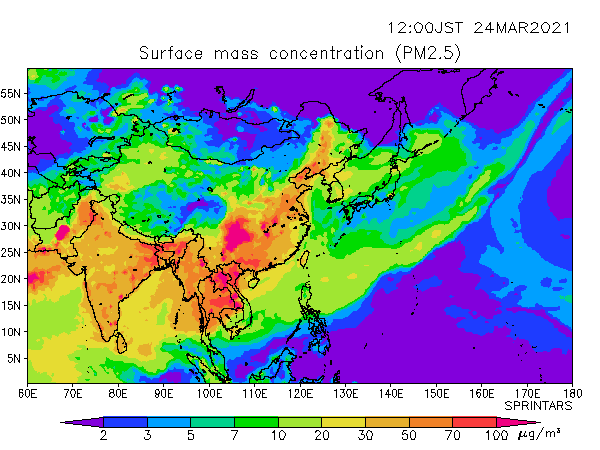 12:00JST 24MAR2021
Surface mass concentration (PM2.5)
55N
50N
45N
40N
35N
30N
25N
20N
15N
10N
5N
60E 70E 80E 90E 100E 110E 120E 130E 140E 150E 160E 170E 180
SPRINTARS
2 3 5 7 10 20 30 50 70 100 μg/m³